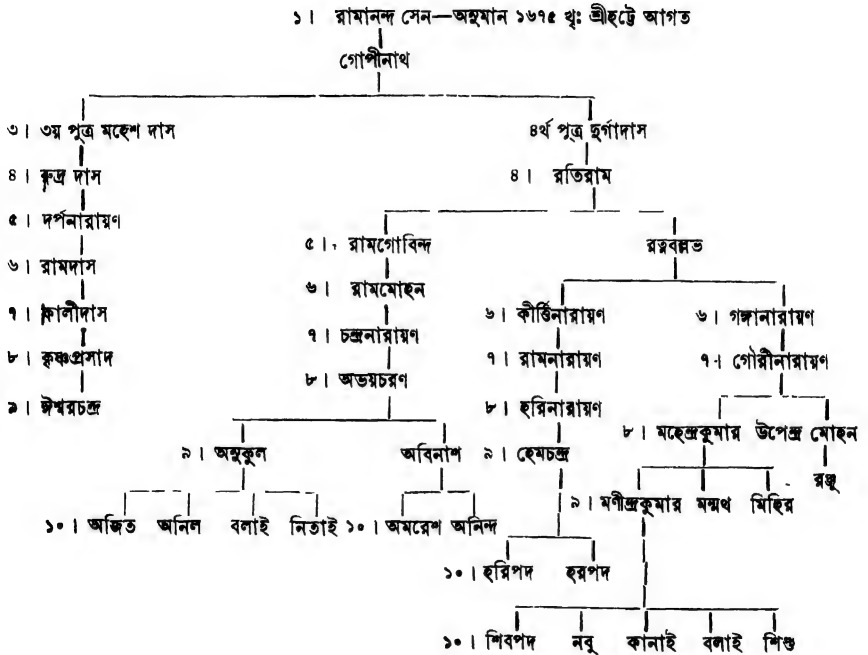 ১। রামানন্দ সেন—অনুমান ১৬৭৫ খৃঃ শ্রীহট্টে আগত
গোপীনাথ
৩। ৩য় পুত্র মহেশ দাস ৪র্থ পুত্র দুর্গাদাস
৪। রুদ্র দাস ৪। রতিরাম
৫। দর্পনারায়ণ
৫। রামগোবিন্দ রত্নবল্লভ
৬। রামদাস
৬। রামমোহন
৭। কালীদাস ৬। কীর্ত্তিনারায়ণ ৬। গঙ্গানারায়ণ
৭। চন্দ্রনারায়ণ
৮। কৃষ্ণপ্রসাদ ৭। রামনারায়ণ ৭। গৌরীনারায়ণ
৮। অভয়চরণ
৯। ঈশ্বরচন্দ্র ৮। হরিনারায়ণ
৮। মহেন্দ্রকুমার উপেন্দ্র মোহন
৯। অনুকুল অবিনাশ ৯। হেমচন্দ্র
রঞ্জু
৯। মণীন্দ্রকুমার মন্মথ মিহির
১০। অজিত অনিল বলাই নিতাই ১০। অমরেশ অনিন্দ
১০। হরিপদ হরপদ
১০। শিবপদ নবু কানাই বলাই শিশু